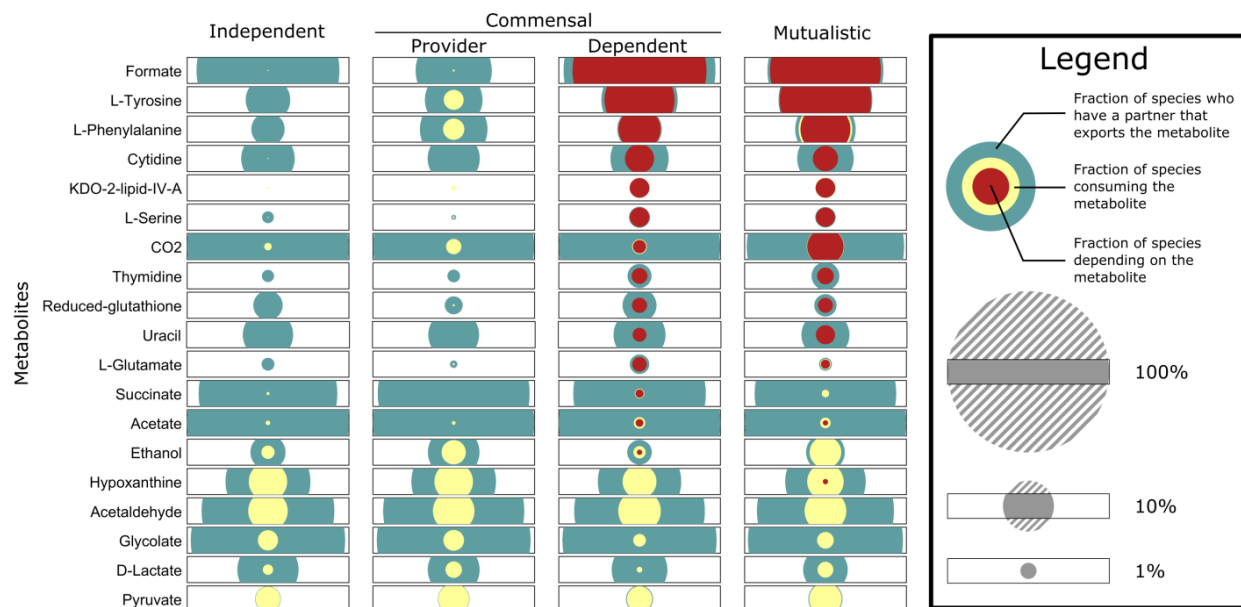 Commensal
Independent
Mutualistic
Provider
Dependent
Metabolites
Formate
L-Tyrosine
L-Phenylalanine
Cytidine
KDO-2-lipid-IV-A
L-Serine
CO2
Thymidine
Reduced-glutathione
Uracil
L-Glutamate
Succinate
Acetate
Ethanol
Hypoxanthine
Acetaldehyde
Glycolate
D-Lactate
Pyruvate
Legend
Fraction of species who
have a partner that
exports the metabolite
Fraction of species
consuming the
metabolite
Fraction of species
depending on the
metabolite
100%
10%
1%